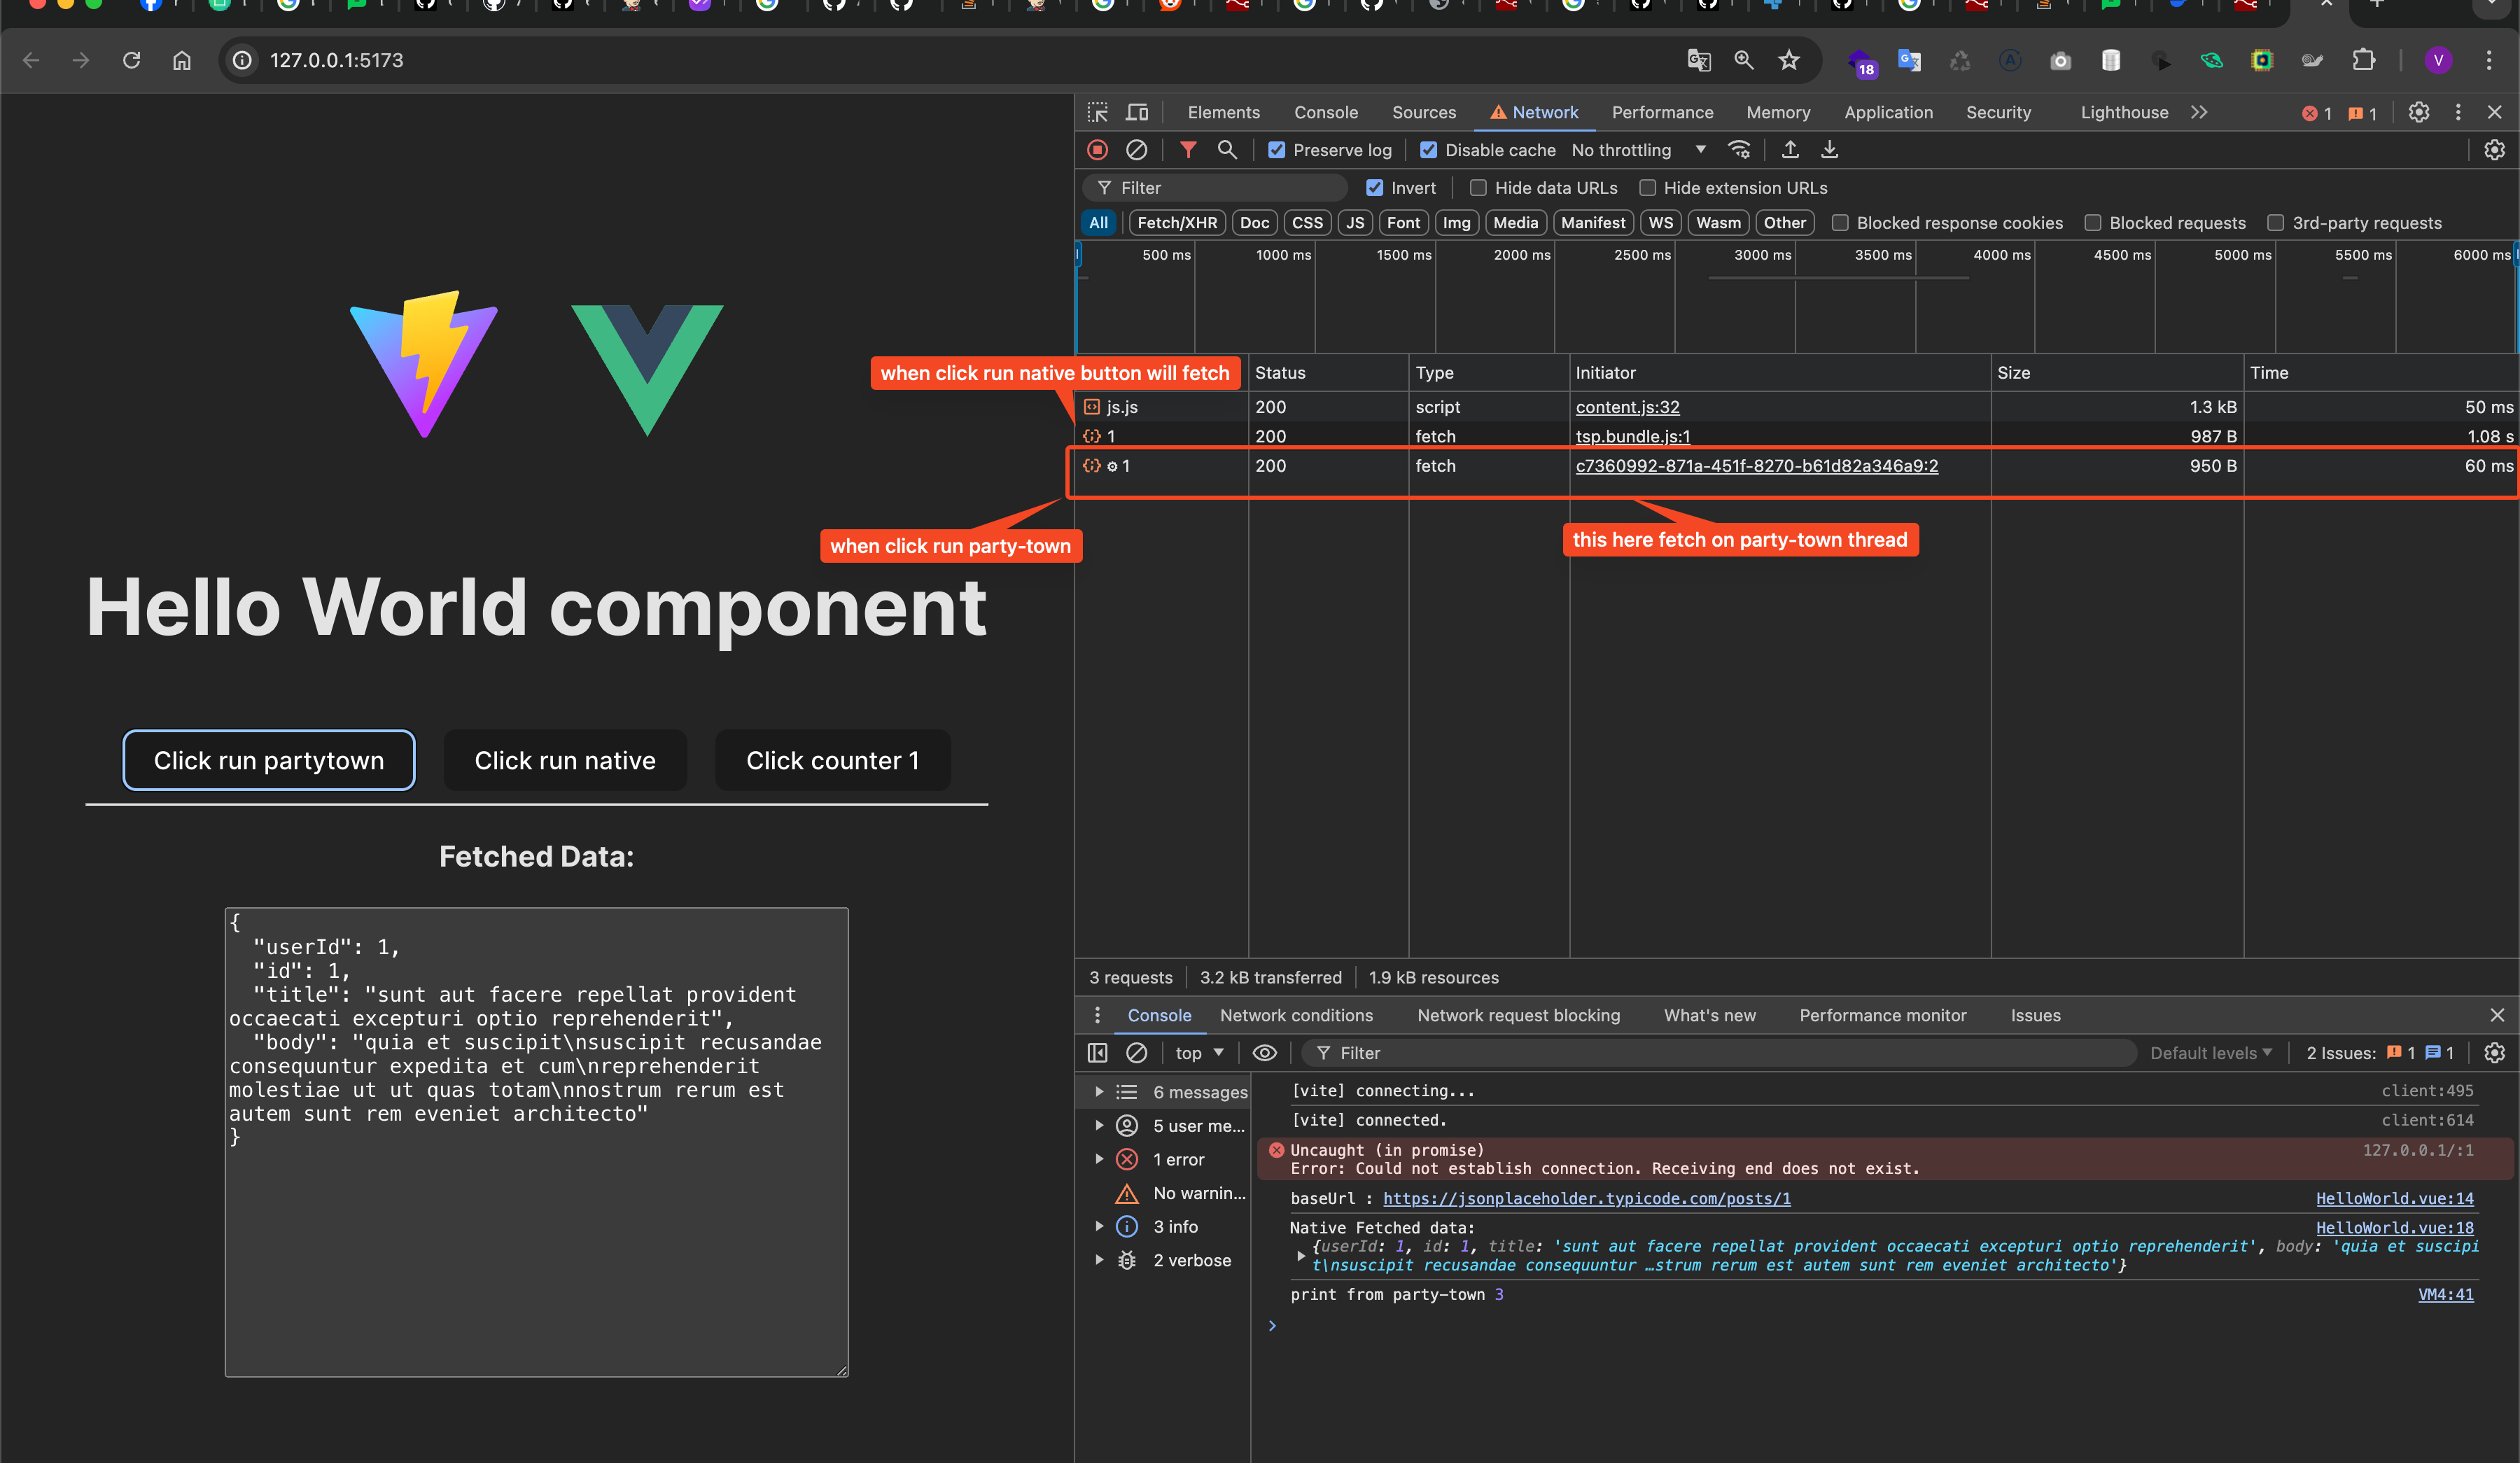 127.0.0.1:5173
18
V
Elements
Console
Sources
Network
Performance
Memory
Application
Security
Lighthouse
1
1
Preserve log
Disable cache
No throttling
Filter
Invert
Hide data URLs
Hide extension URLs
All
Fetch/XHR
Doc
CSS
JS
Font
Img
Media
Manifest
WS
Wasm
Other
Blocked response cookies
Blocked requests
3rd-party requests
500 ms
1000 ms
1500 ms
2000 ms
2500 ms
3000 ms
3500 ms
4000 ms
4500 ms
5000 ms
5500 ms
6000 ms
when click run native button will fetch
Status
Type
Initiator
Size
Time
js.js
200
script
content.js:32
1.3 kB
50 ms
1
200
fetch
tsp.bundle.js:1
987 B
1.08 s
1
200
fetch
c7360992-871a-451f-8270-b61d82a346a9:2
950 B
60 ms
when click run party-town
this here fetch on party-town thread
Hello World component
Click run partytown
Click run native
Click counter 1
Fetched Data:
{
"userId": 1,
"id": 1,
"title": "sunt aut facere repellat provident
occaecati excepturi optio reprehenderit",
"body": "quia et suscipit\nsuscipit recusandae
consequuntur expedita et cum\nreprehenderit
molestiae ut ut quas totam\nnostrum rerum est
autem sunt rem eveniet architecto"
}
3 requests
3.2 kB transferred
1.9 kB resources
Console
Network conditions
Network request blocking
What's new
Performance monitor
Issues
top
Filter
Default levels
2 Issues:
1
1
6 messages
5 user me...
1 error
No warnin...
3 info
2 verbose
[vite] connecting...
client:495
[vite] connected.
client:614
Uncaught (in promise)
127.0.0.1/:1
Error: Could not establish connection. Receiving end does not exist.
baseUrl : https://jsonplaceholder.typicode.com/posts/1
HelloWorld.vue:14
Native Fetched data:
HelloWorld.vue:18
{userId: 1, id: 1, title: 'sunt aut facere repellat provident occaecati excepturi optio reprehenderit', body: 'quia et suscipi
t\nsuscipit recusandae consequuntur …strum rerum est autem sunt rem eveniet architecto'}
print from party-town 3
VM4:41